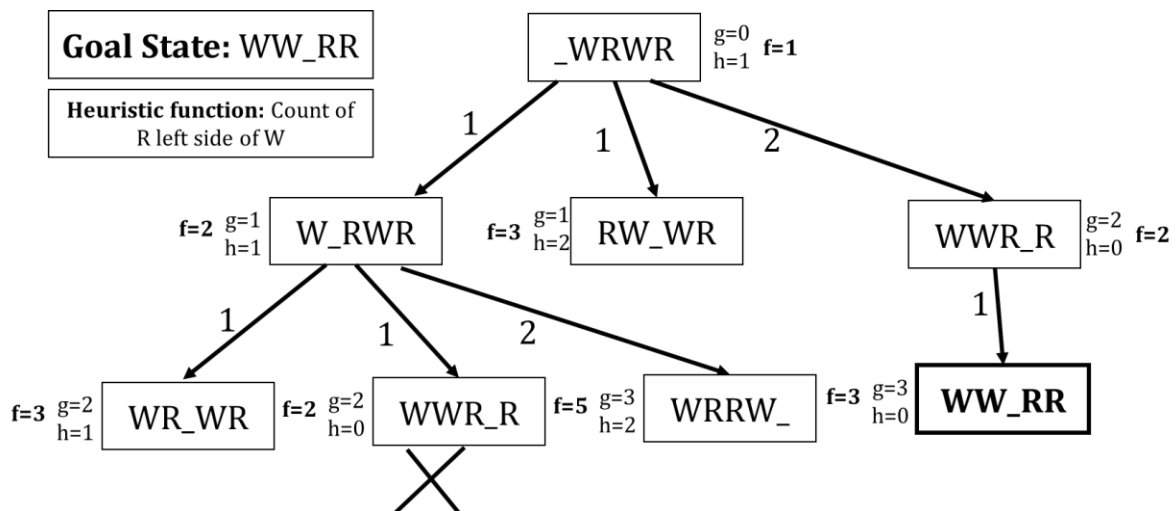 Goal State: WW_RR
Heuristic function: Count of
R left side of W
_WRWR
g=0
h=1
f=1
1
1
2
f=2
g=1
h=1
W_RWR
f=3
g=1
h=2
RW_WR
WWR_R
g=2
h=0
f=2
1
1
2
1
f=3
g=2
h=1
WR_WR
f=2
g=2
h=0
WWR_R
f=5
g=3
h=2
WRRW_
f=3
g=3
h=0
WW_RR